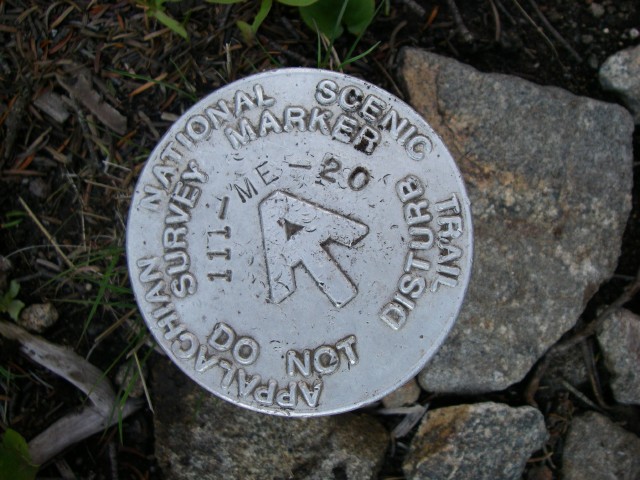 APPALACHIAN NATIONAL SCENIC TRAIL
SURVEY MARKER
DO NOT DISTURB
111-ME-20